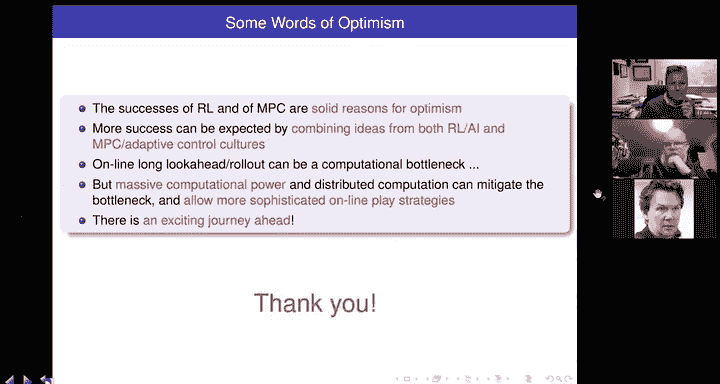 Some Words of Optimism
The successes of RL and of MPC are solid reasons for optimism
More success can be expected by combining ideas from both RL/AI and
MPC/adaptive control cultures
On-line long lookahead/rollout can be a computational bottleneck ...
But massive computational power and distributed computation can mitigate the
bottleneck, and allow more sophisticated on-line play strategies
There is an exciting journey ahead!
Thank you!